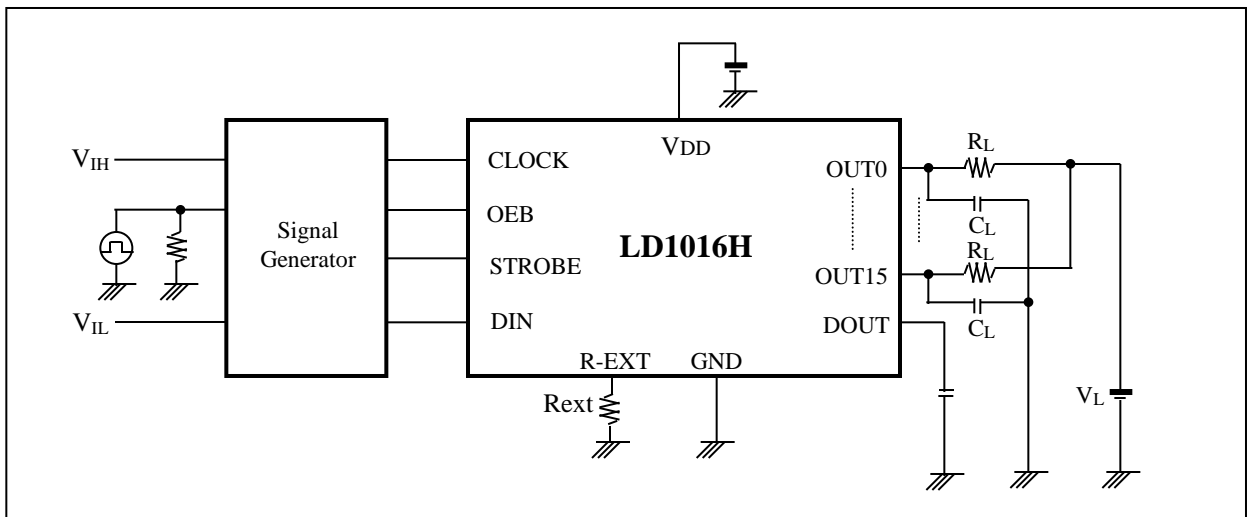 VDD
VIH
CLOCK
RL
OUT0
OEB
CL
Signal
Generator
LD1016H
RL
STROBE
OUT15
CL
VIL
DIN
DOUT
R-EXT
GND
Rext
VL